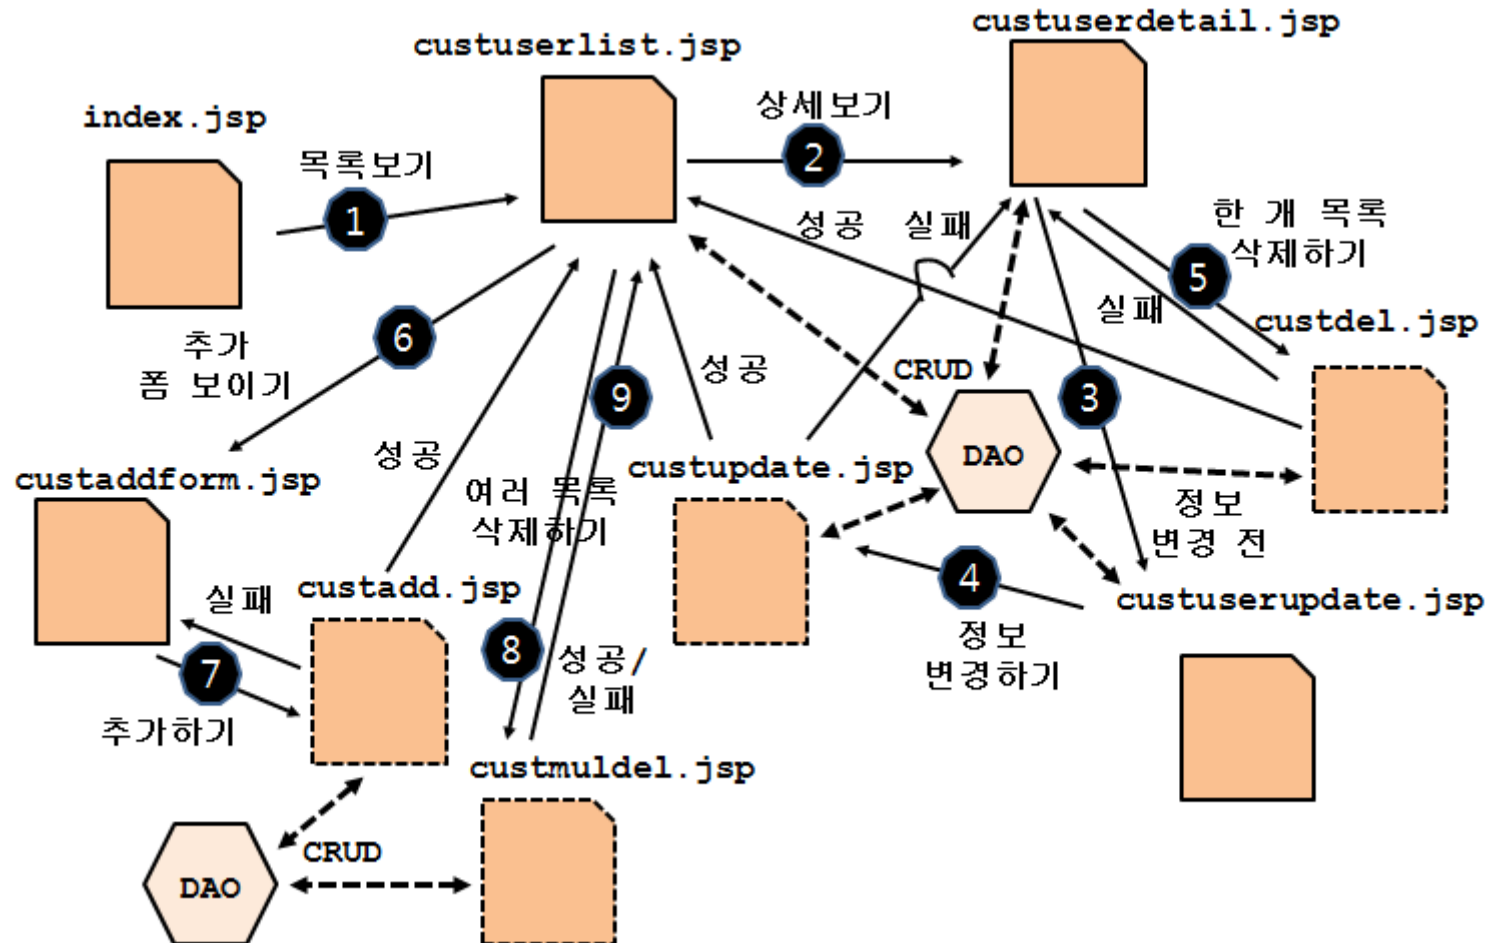 custuserdetail.jsp
custuserlist.jsp
상세보기
index.jsp
목록보기
2
1
성공
실패
한 개 목록
삭제하기
5
실패
custdel.jsp
6
추가
폼 보이기
성공
CRUD
9
3
성공
DAO
custupdate.jsp
custaddform.jsp
여러 목록
삭제하기
정보
변경 전
custadd.jsp
실패
4
custuserupdate.jsp
정보
변경하기
8
성공/
실패
7
추가하기
custmuldel.jsp
CRUD
DAO